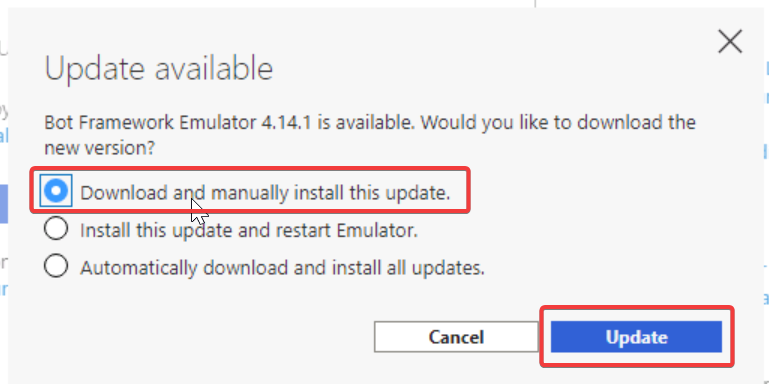 Update available
Bot Framework Emulator 4.14.1 is available. Would you like to download the
new version?
Download and manually install this update.
Install this update and restart Emulator.
Automatically download and install all updates.
Cancel
Update